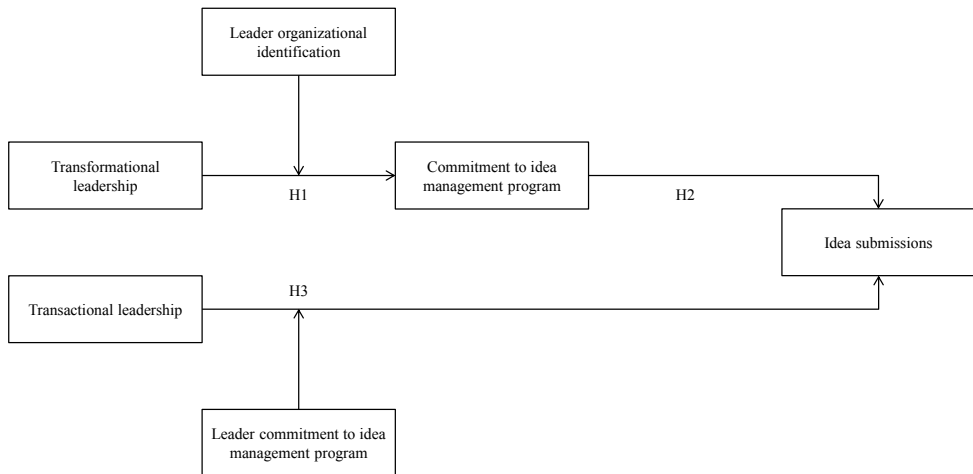 Leader organizational
identification
Transformational
leadership
H1
Commitment to idea
management program
H2
Idea submissions
Transactional leadership
H3
Leader commitment to idea
management program